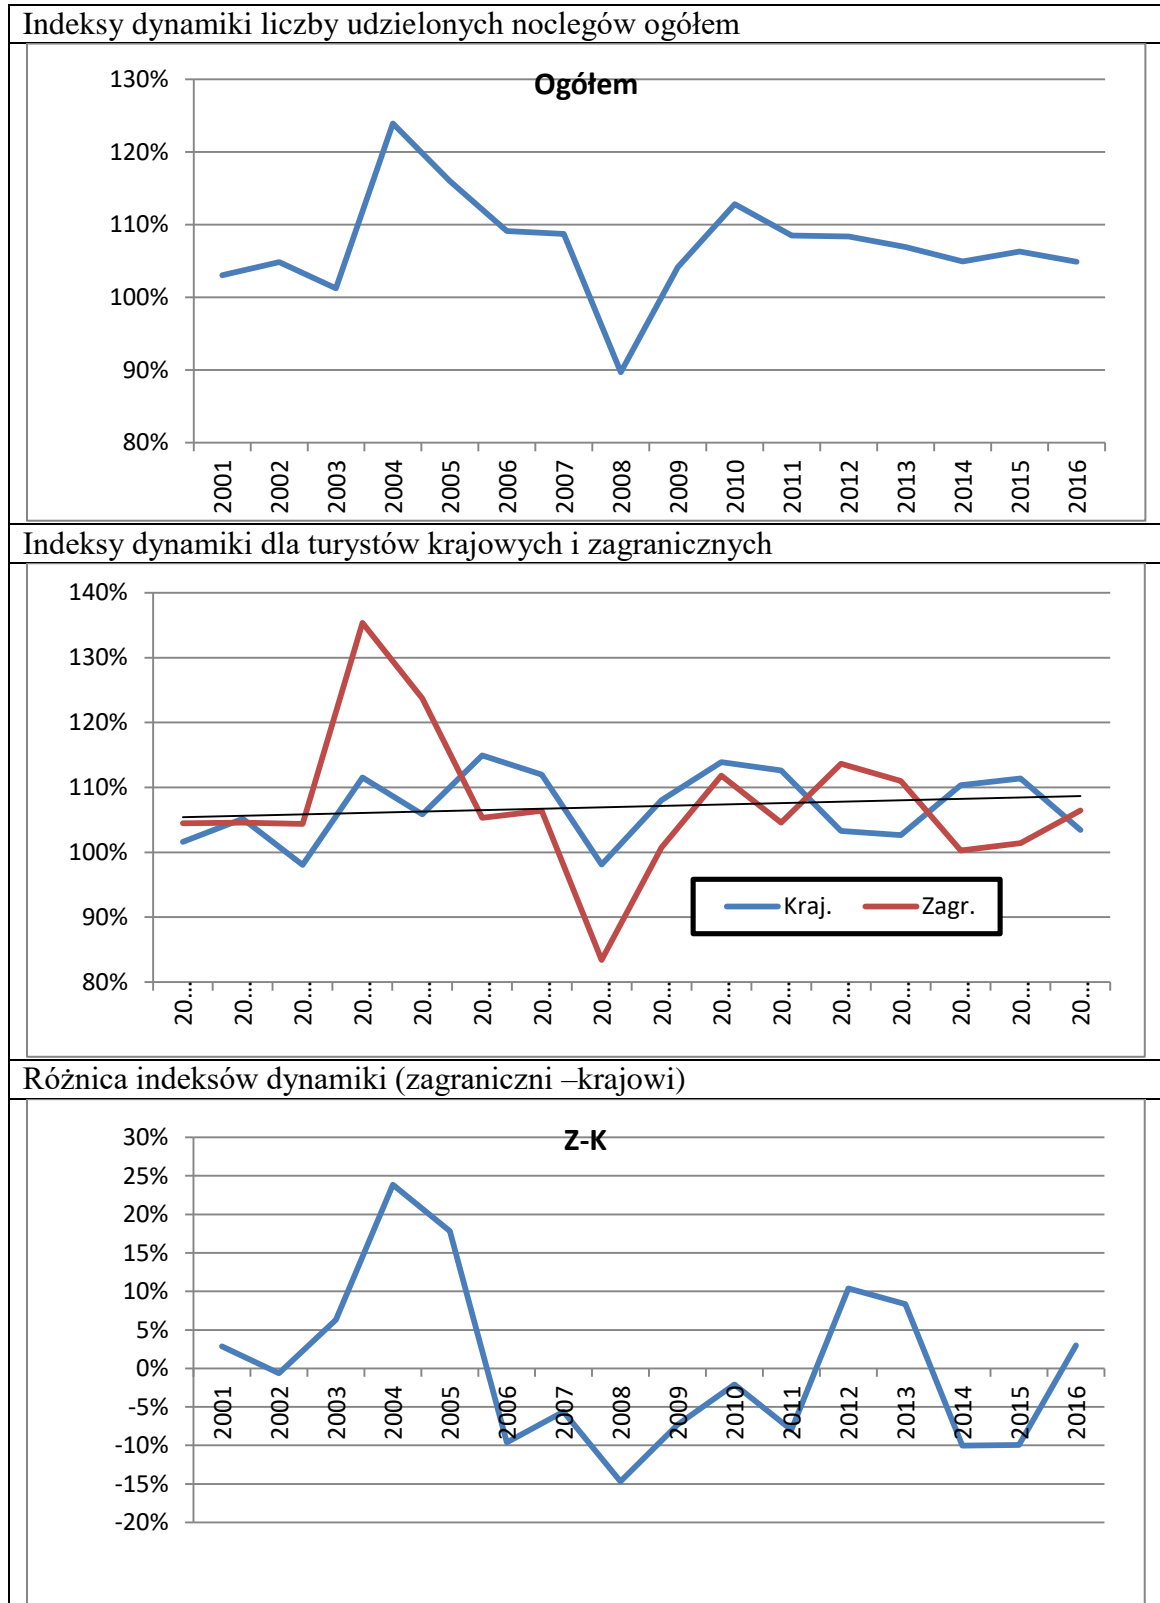 Indeksy dynamiki liczby udzielonych noclegów ogółem
Ogółem
130%
120%
110%
100%
90%
80%
2001 2002 2003 2004 2005 2006 2007 2008 2009 2010 2011 2012 2013 2014 2015 2016
Indeksy dynamiki dla turystów krajowych i zagranicznych
140%
130%
120%
110%
100%
90%
80%
Kraj. Zagr.
20... 20... 20... 20... 20... 20... 20... 20... 20... 20... 20... 20... 20... 20... 20... 20...
Różnica indeksów dynamiki (zagraniczni –krajowi)
Z-K
30%
25%
20%
15%
10%
5%
0%
-5%
-10%
-15%
-20%
2001 2002 2003 2004 2005 2006 2007 2008 2009 2010 2011 2012 2013 2014 2015 2016